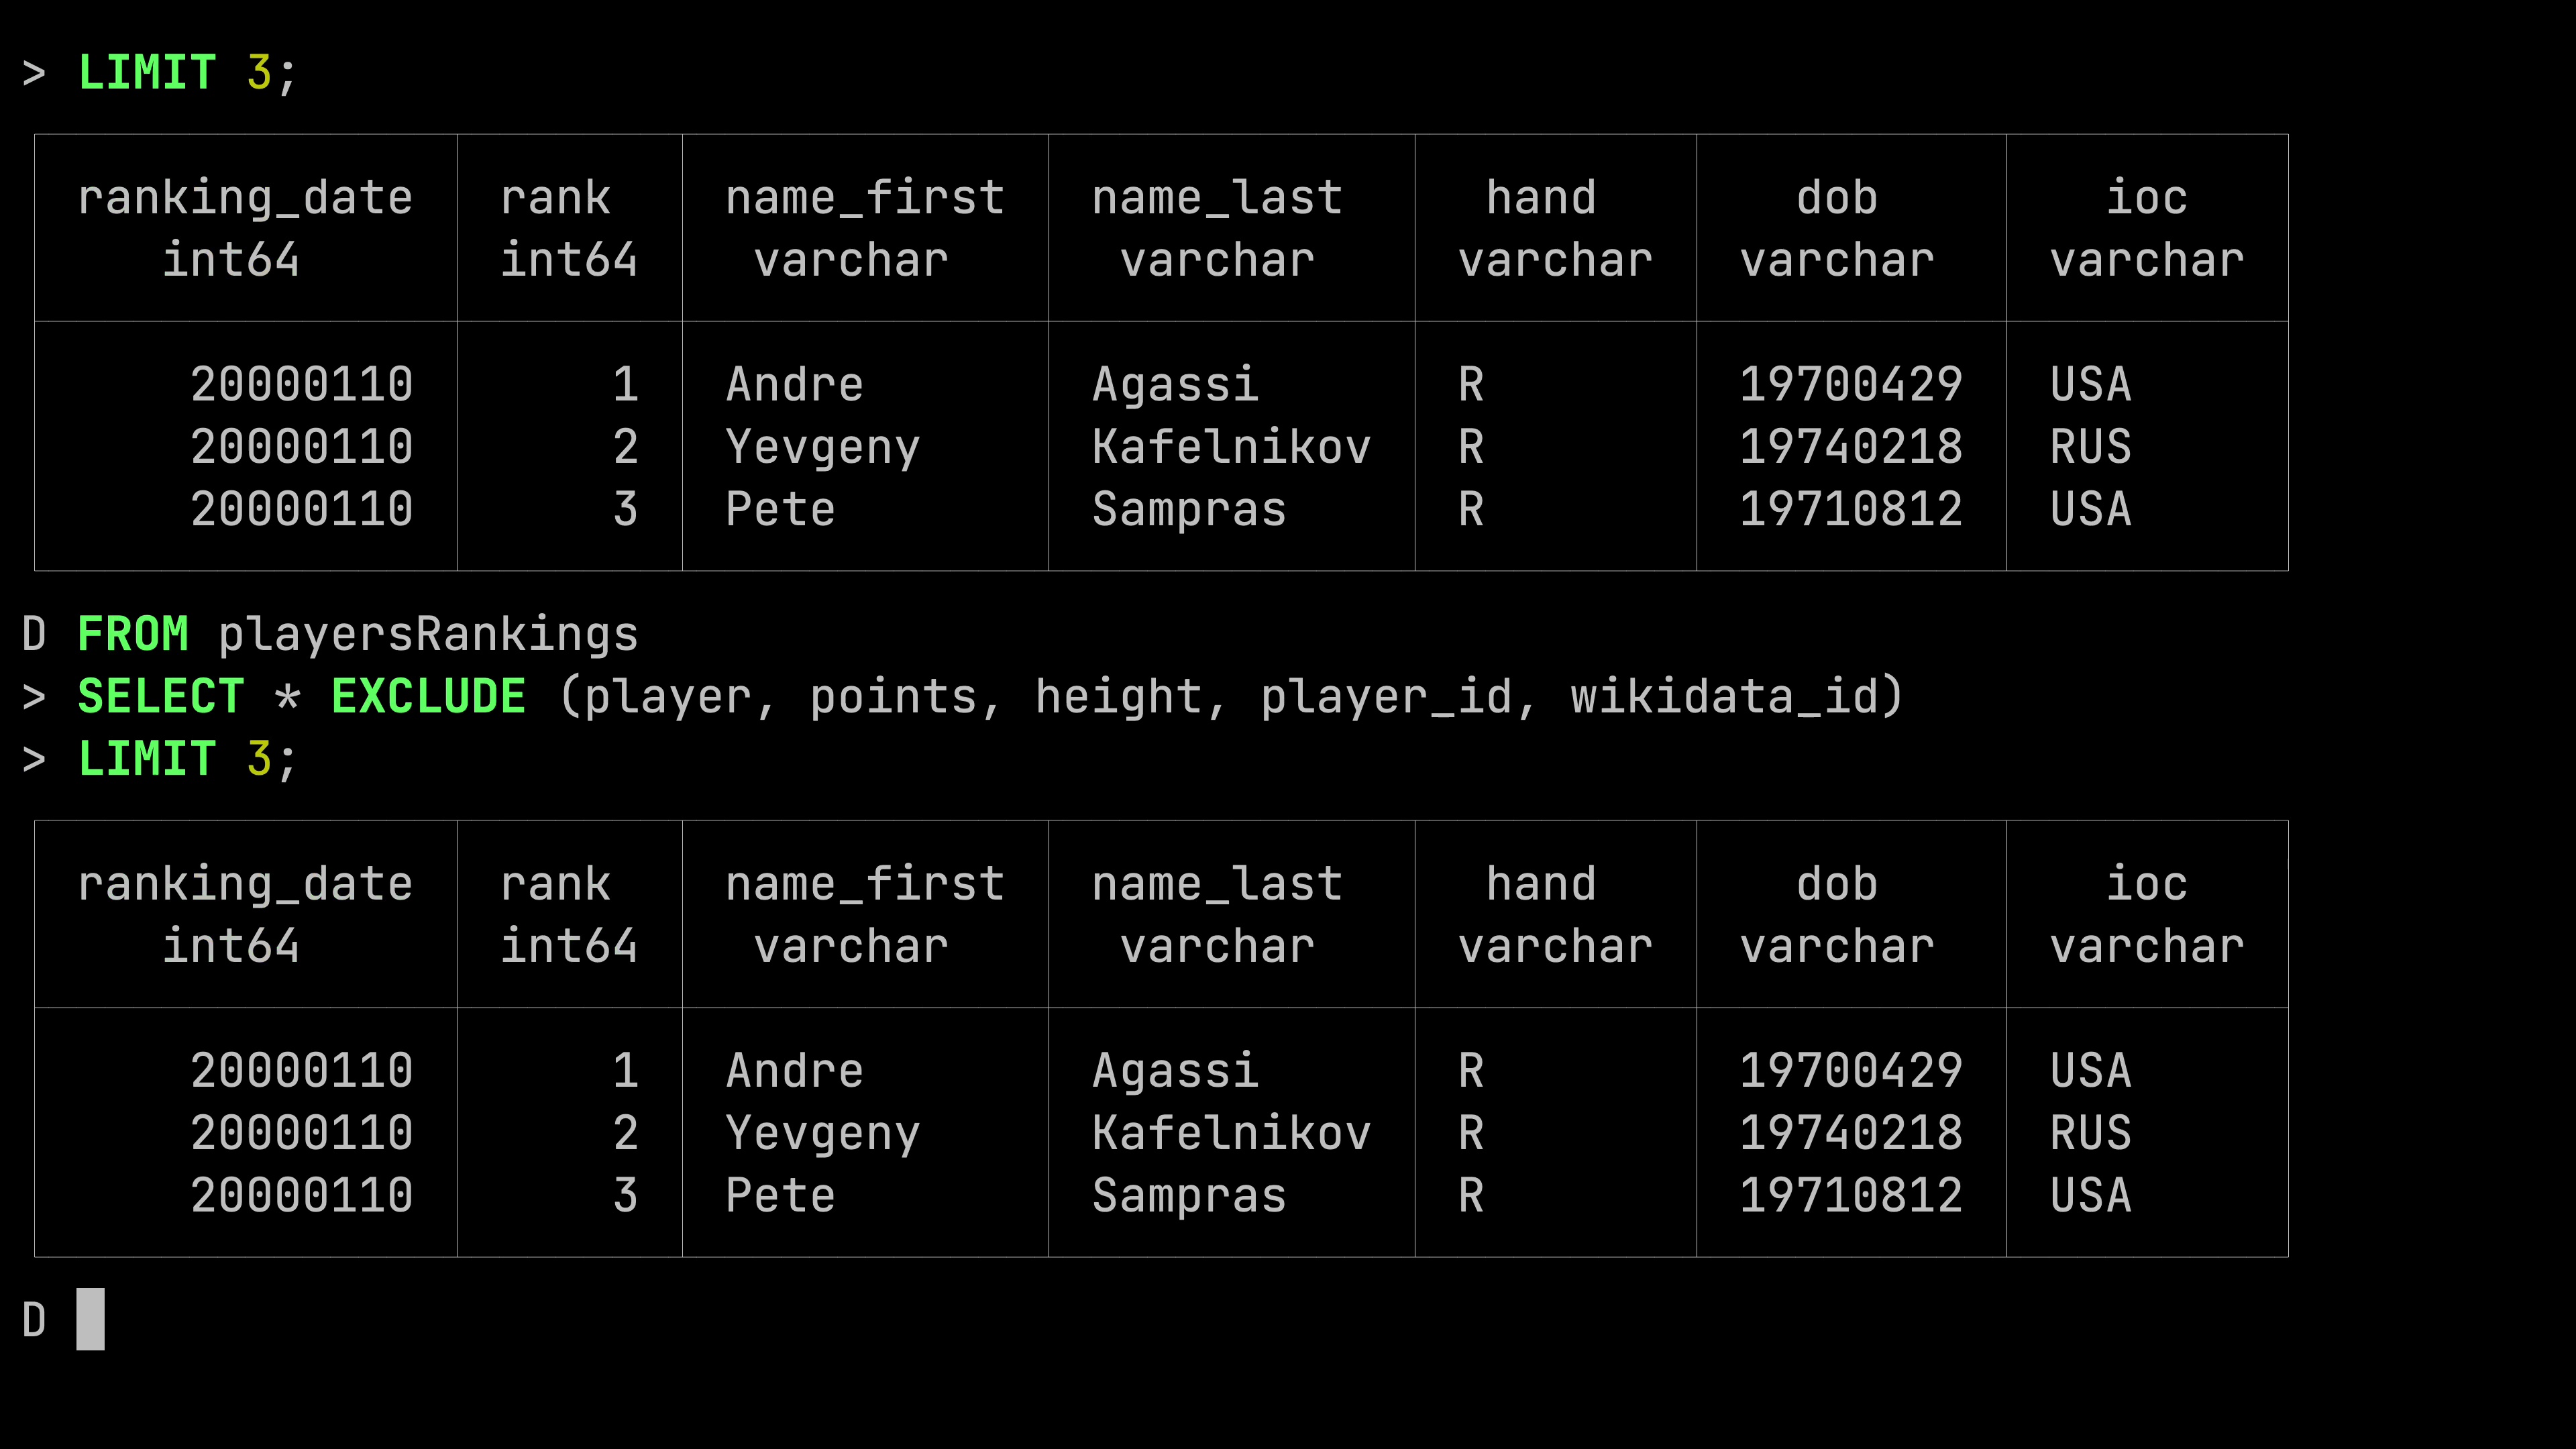 > LIMIT 3;
ranking_date rank name_first name_last hand dob ioc
int64 int64 varchar varchar varchar varchar varchar
20000110 1 Andre Agassi R 19700429 USA
20000110 2 Yevgeny Kafelnikov R 19740218 RUS
20000110 3 Pete Sampras R 19710812 USA
D FROM playersRankings
> SELECT * EXCLUDE (player, points, height, player_id, wikidata_id)
> LIMIT 3;
ranking_date rank name_first name_last hand dob ioc
int64 int64 varchar varchar varchar varchar varchar
20000110 1 Andre Agassi R 19700429 USA
20000110 2 Yevgeny Kafelnikov R 19740218 RUS
20000110 3 Pete Sampras R 19710812 USA
D